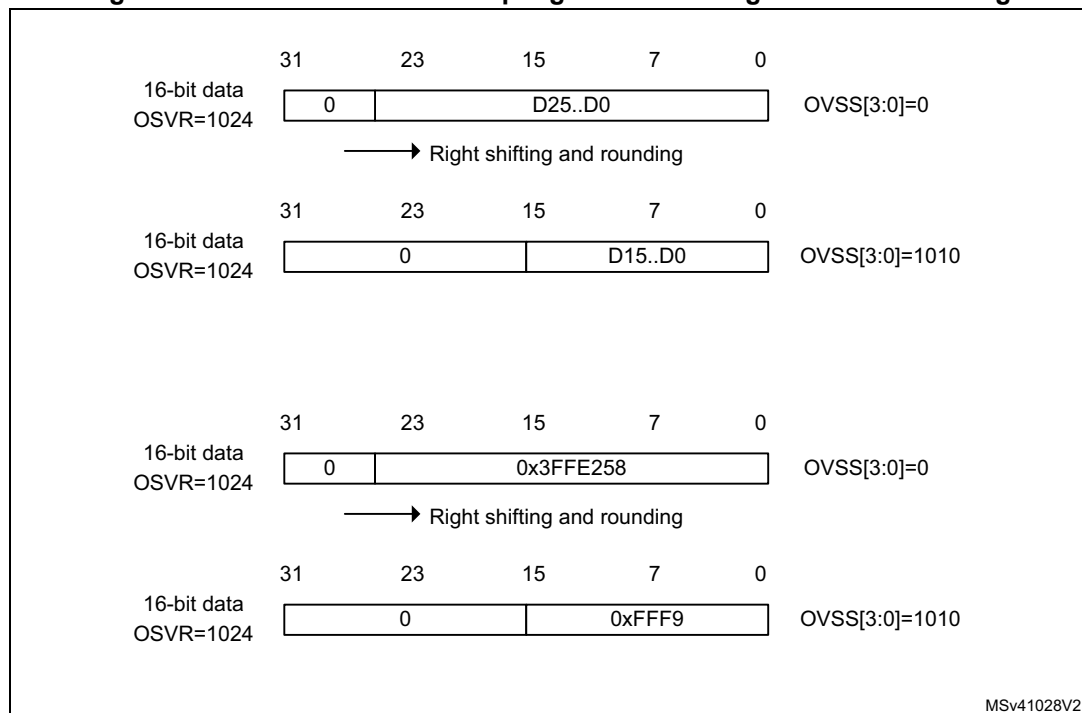 31 23 15 7 0
16-bit data
OSVR=1024
0 D25..D0 OVSS[3:0]=0
Right shifting and rounding
31 23 15 7 0
16-bit data
OSVR=1024
0 D15..D0 OVSS[3:0]=1010
31 23 15 7 0
16-bit data
OSVR=1024
0 0x3FFE258 OVSS[3:0]=0
Right shifting and rounding
31 23 15 7 0
16-bit data
OSVR=1024
0 0xFFF9 OVSS[3:0]=1010
MSv41028V2